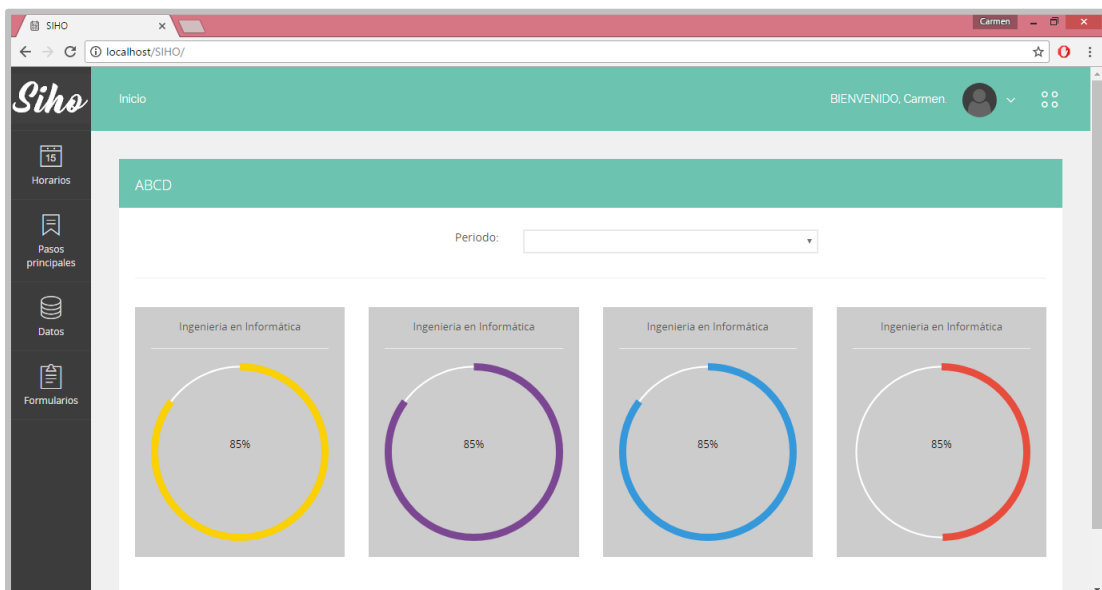 SIHO
Carmen
localhost/SIHO/
Siho
Inicio
BIENVENIDO, Carmen
15
Horarios
Pasos
principales
Datos
Formularios
ABCD
Periodo:
Ingenieria en Informática
85%
Ingenieria en Informática
85%
Ingenieria en Informática
85%
Ingenieria en Informática
85%